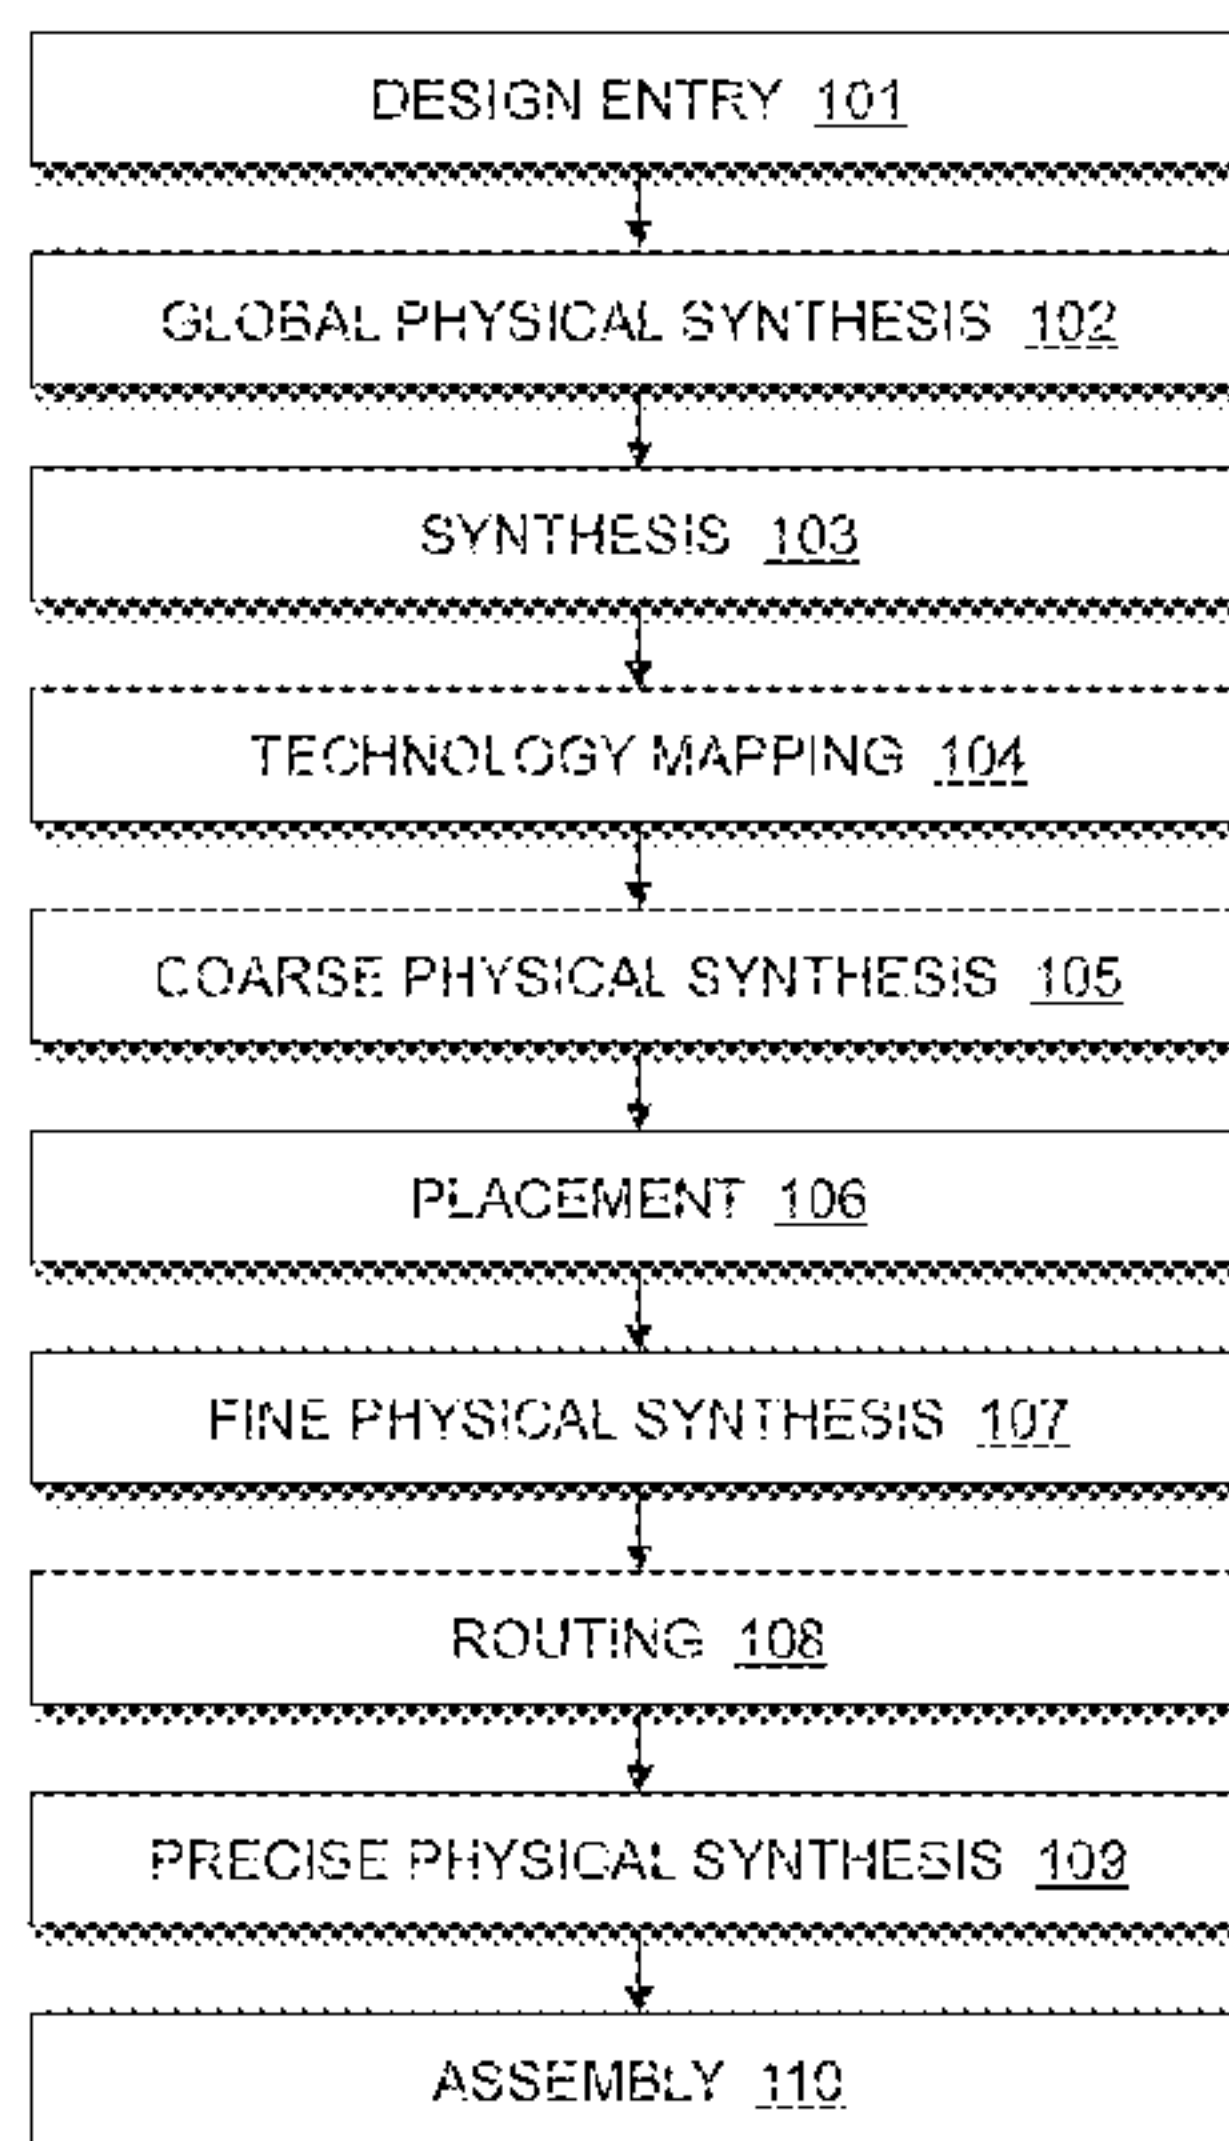 DESIGN ENTRY 101
GLOBAL PHYSICAL SYNTHESIS 102
SYNTHESIS 103
TECHNOLOGY MAPPING 104
COARSE PHYSICAL SYNTHESIS 105
PLACEMENT 106
FINE PHYSICAL SYNTHESIS 107
ROUTING 108
PRECISE PHYSICAL SYNTHESIS 109
ASSEMBLY 110